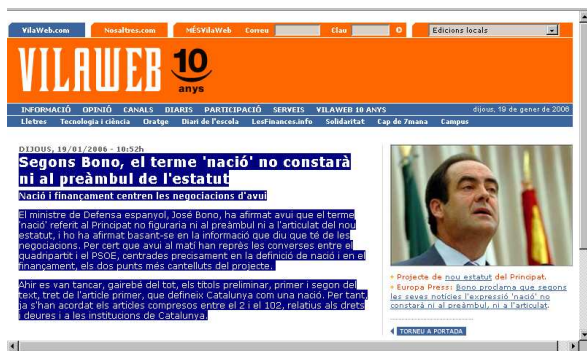 VilaWeb.com
Nosaltres.com
MÉSVilaWeb
Correu
Clau
Edicions locals
VILAWEB 10
anys
INFORMACIÓ OPINIÓ CANALS DIARIS PARTICIPACIÓ SERVEIS VILAWEB 10 ANYS
dijous, 19 de gener de 2006
Lletres Tecnologia i ciència Oratge Diari de l'escola LesFinances.info Solidaritat Cap de 7mana Campus
DIJOUS, 19/01/2006 - 10:52h
Segons Bono, el terme 'nació' no constarà
ni al preàmbul de l'estatut
Nació i finançament centren les negociacions d'avui
El ministre de Defensa espanyol, José Bono, ha afirmat avui que el terme
'nació' referit al Principat no figuraria ni al preàmbul ni a l'articulat del nou
estatut, i ho ha afirmat basant-se en la informació que diu que té de les
negociacions. Per cert que avui al matí han reprès les converses entre el
quadripartit i el PSOE, centrades precisament en la definició de nació i en el
finançament, els dos punts més cantelluts del projecte.
Ahir es van tancar, gairebé del tot, els títols preliminar, primer i segon del
text, tret de l'article primer, que defineix Catalunya com una nació. Per tant,
ja s'han acordat els articles compresos entre el 2 i el 102, relatius als drets
i deures i a les institucions de Catalunya.
Projecte de nou estatut del Principat.
Europa Press: Bono proclama que segons
les seves notícies l'expressió 'nació' no
constarà ni al preàmbul, ni a l'articulat.
TORNEU A PORTADA